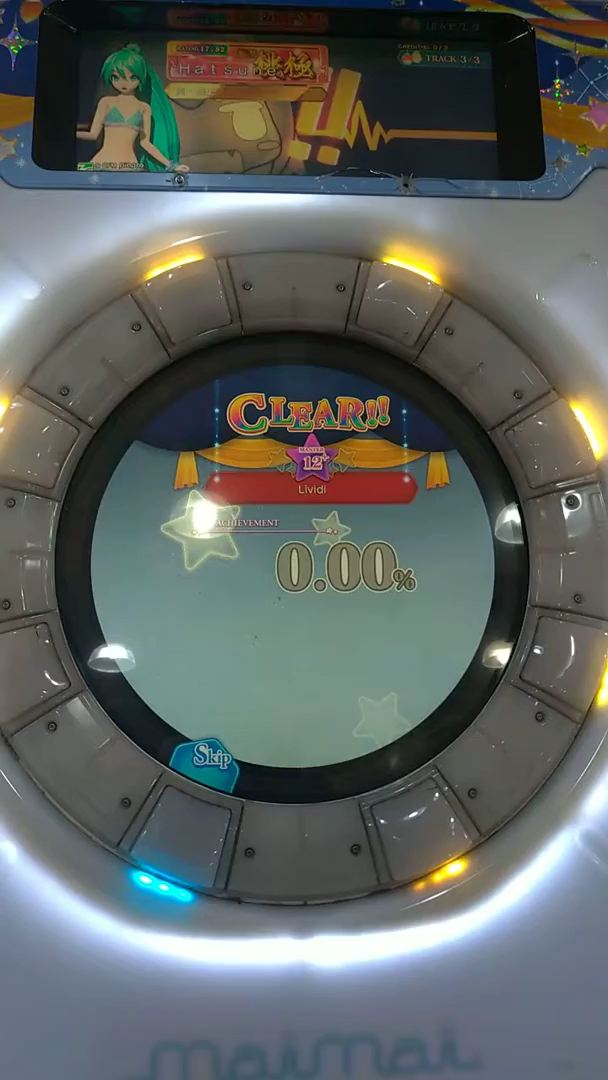 RATING 17.82
CREDIT(S) 0/3
Hatsune
桃極
TRACK 3/3
CLEAR!!
MASTER
12+
Lividi
ACHIEVEMENT
0.00%
Skip
maimai